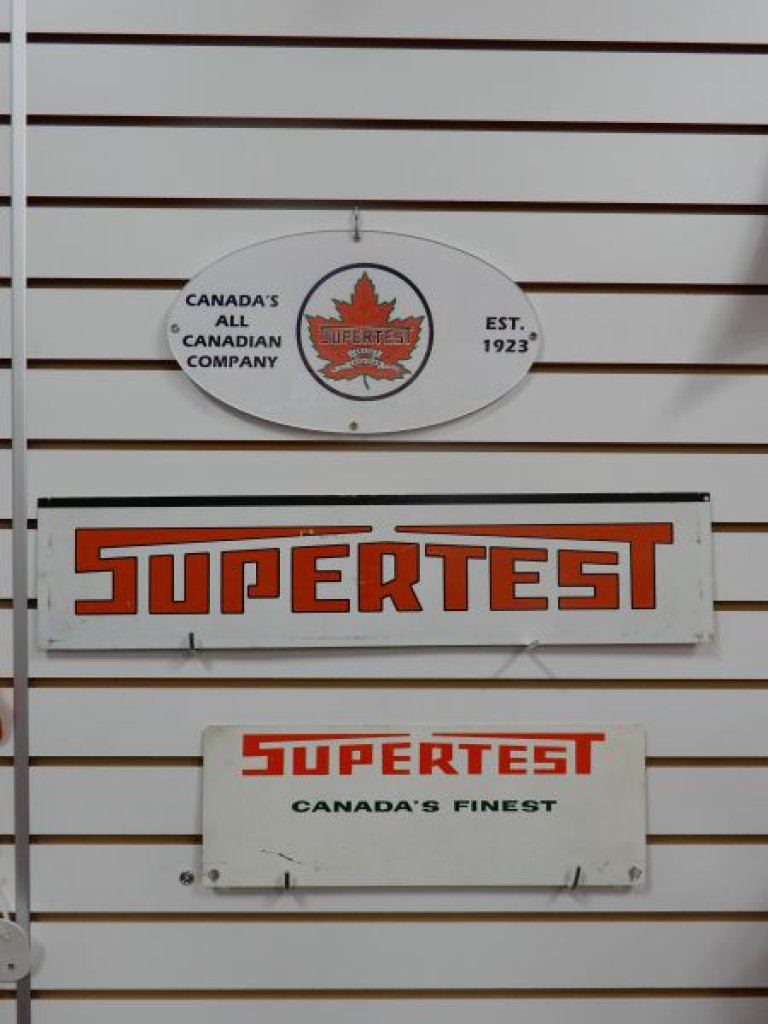 CANADA'S
ALL
CANADIAN
COMPANY
SUPERTEST
EST.
1923
SUPERTEST
SUPERTEST
CANADA'S FINEST